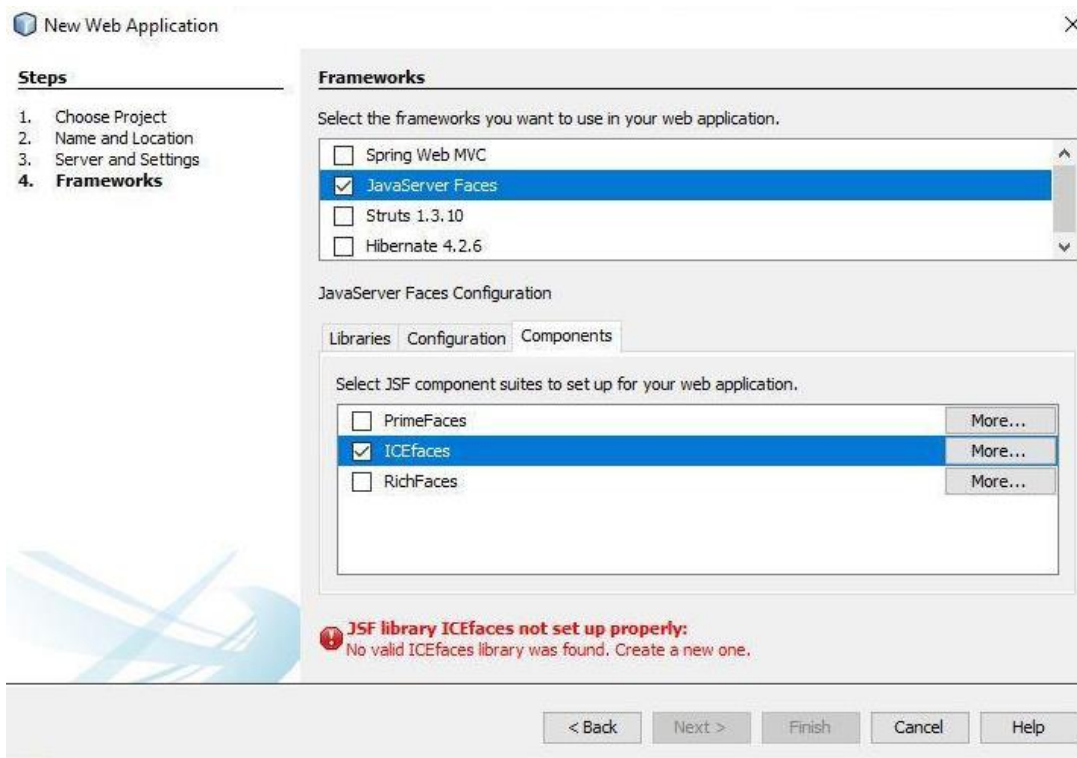 New Web Application
Steps
1. Choose Project
2. Name and Location
3. Server and Settings
4. Frameworks
Frameworks
Select the frameworks you want to use in your web application.
Spring Web MVC
JavaServer Faces
Struts 1.3.10
Hibernate 4.2.6
JavaServer Faces Configuration
Libraries Configuration Components
Select JSF component suites to set up for your web application.
PrimeFaces More...
ICEfaces More...
RichFaces More...
JSF library ICEfaces not set up properly:
No valid ICEfaces library was found. Create a new one.
< Back Next > Finish Cancel Help